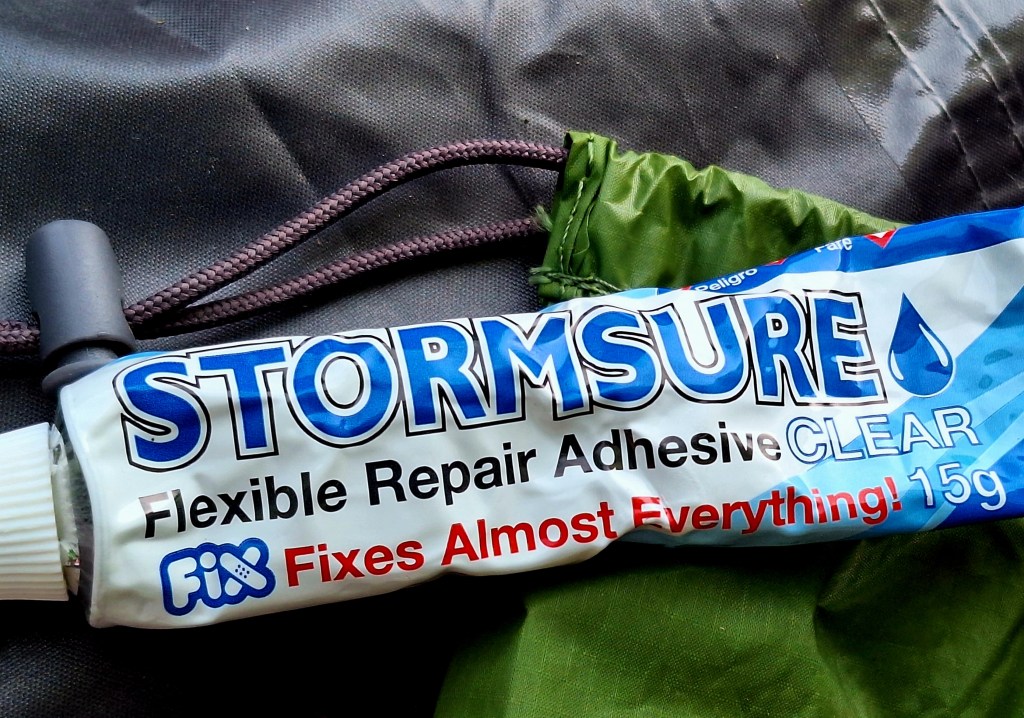 Peligro
STORMSURE
Flexible Repair Adhesive CLEAR
15g
Fix Fixes Almost Everything!